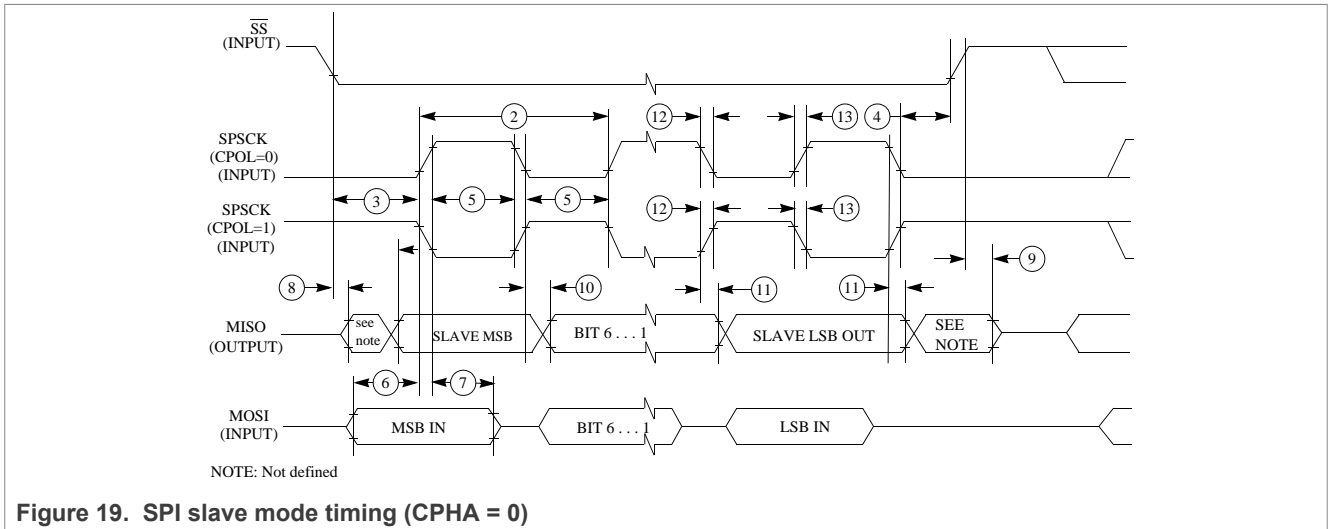 SS
(INPUT)
2
12
13
4
SPSCK
(CPOL=0)
(INPUT)
3
5
5
SPSCK
(CPOL=1)
(INPUT)
12
13
9
8
10
11
11
MISO
(OUTPUT)
see
note
SLAVE MSB
BIT 6 . . . 1
SLAVE LSB OUT
SEE
NOTE
6
7
MOSI
(INPUT)
MSB IN
BIT 6 . . . 1
LSB IN
NOTE: Not defined
Figure 19. SPI slave mode timing (CPHA = 0)